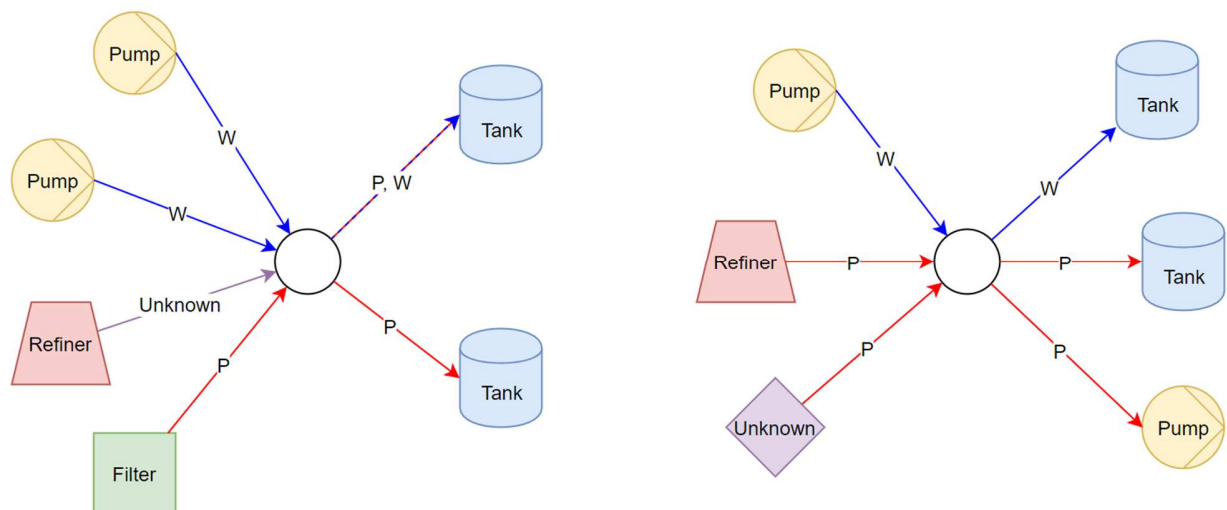 Pump
W
Pump
W
Unknown
Refiner
P
Filter
P, W
Tank
P
Tank
Pump
W
Refiner
P
P
Unknown
W
Tank
P
Tank
P
Pump